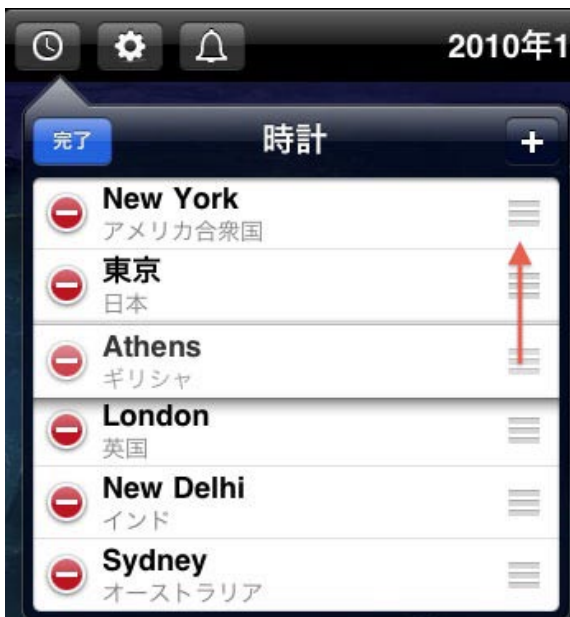 2010年1
完了
時計
+
New York
アメリカ合衆国
東京
日本
Athens
ギリシャ
London
英国
New Delhi
インド
Sydney
オーストラリア